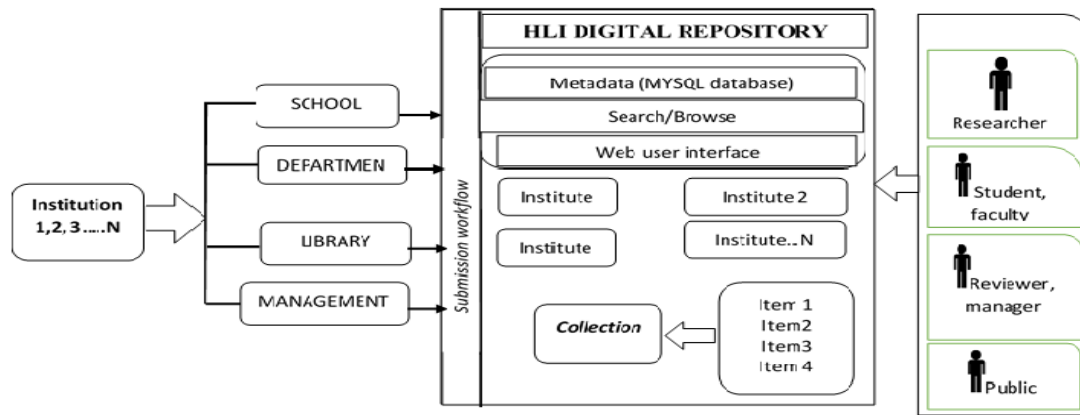 Institution
1,2, 3.....N
SCHOOL
DEPARTMEN
LIBRARY
MANAGEMENT
Submission workflow
HLI DIGITAL REPOSITORY
Metadata (MYSQL database)
Search/Browse
Web user interface
Institute
Institute 2
Institute
Institute...N
Collection
Item 1
Item2
Item3
Item 4
Researcher
Student,
faculty
Reviewer,
manager
Public